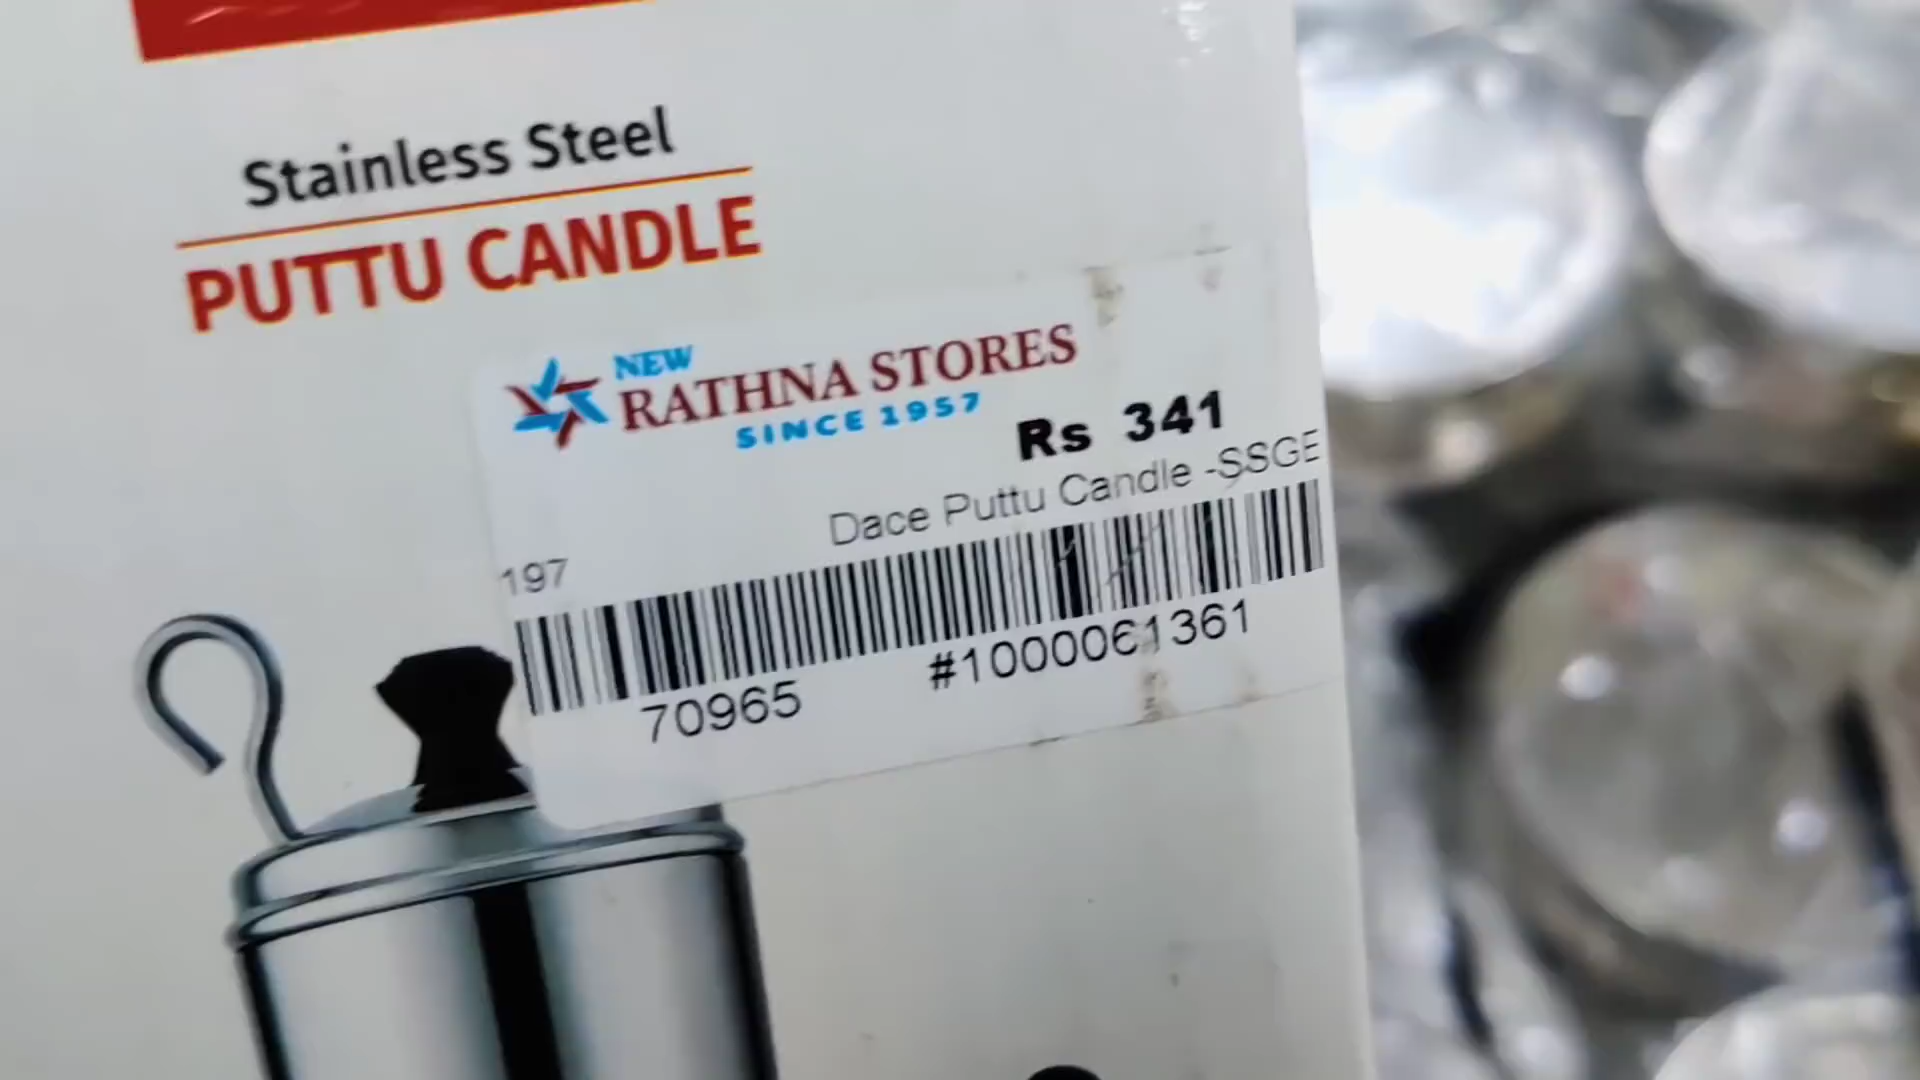 Stainless Steel
PUTTU CANDLE
NEW
RATHNA STORES
SINCE 1957
Rs 341
Dace Puttu Candle -SSGE
197
70965 #1000061361